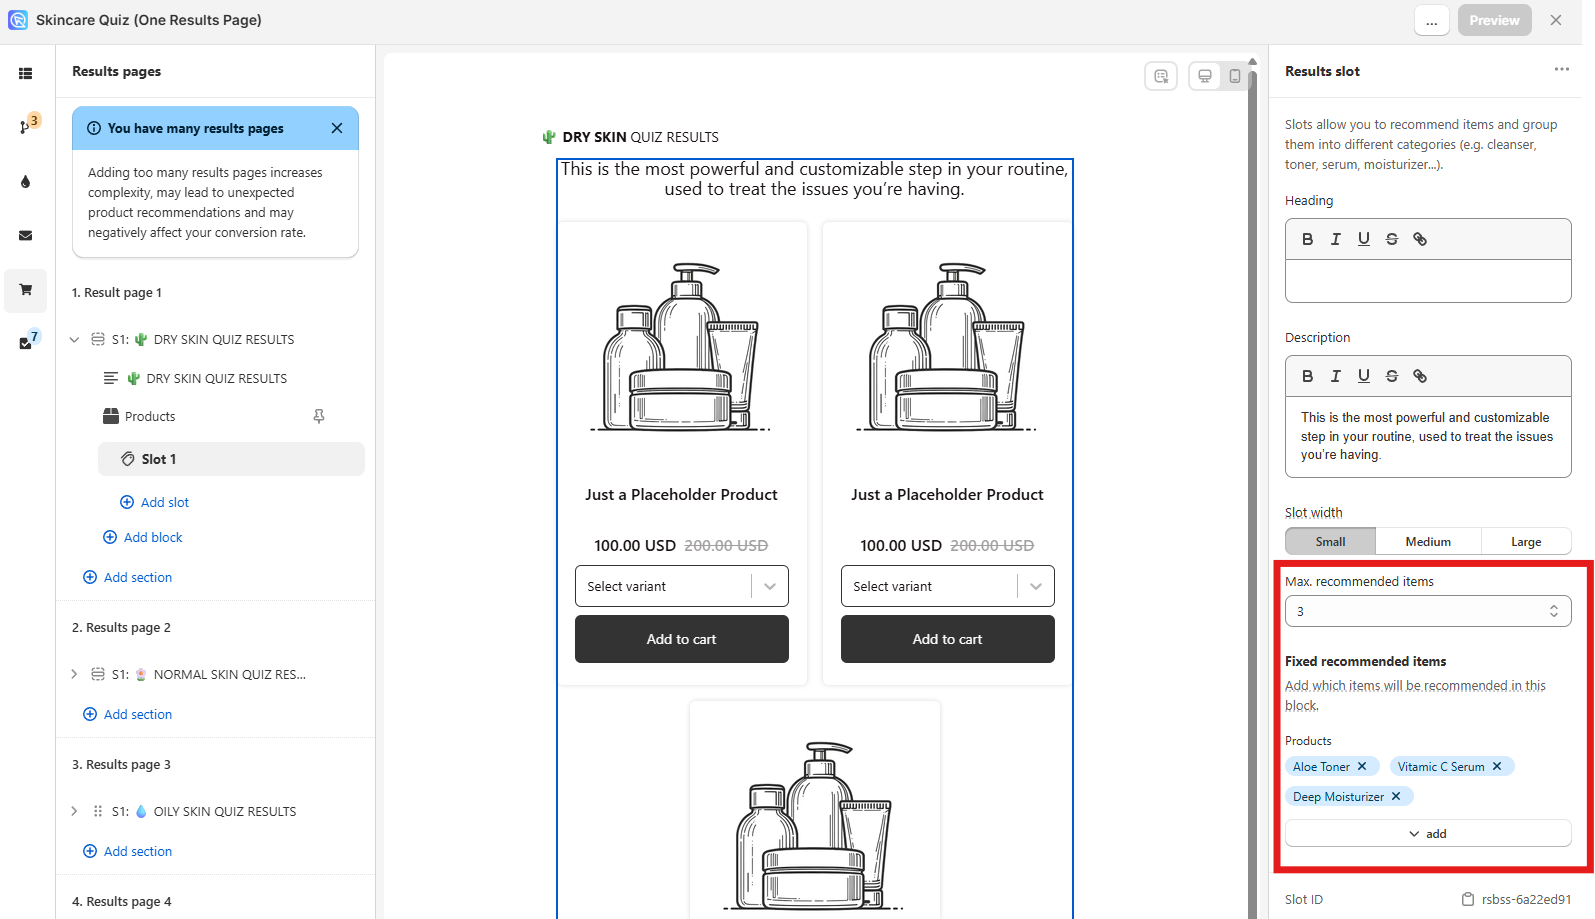 Skincare Quiz (One Results Page)
...
Preview
Results pages
3
7
You have many results pages
Adding too many results pages increases
complexity, may lead to unexpected
product recommendations and may
negatively affect your conversion rate.
1. Result page 1
S1: 🌵 DRY SKIN QUIZ RESULTS
🌵 DRY SKIN QUIZ RESULTS
Products
Slot 1
Add slot
Add block
Add section
2. Results page 2
S1: 🌸 NORMAL SKIN QUIZ RES...
Add section
3. Results page 3
S1: 💧 OILY SKIN QUIZ RESULTS
Add section
4. Results page 4
🌵 DRY SKIN QUIZ RESULTS
This is the most powerful and customizable step in your routine,
used to treat the issues you're having.
Just a Placeholder Product
100.00 USD 200.00 USD
Select variant
Add to cart
Just a Placeholder Product
100.00 USD 200.00 USD
Select variant
Add to cart
Results slot
Slots allow you to recommend items and group
them into different categories (e.g. cleanser,
toner, serum, moisturizer...).
Heading
B I U S
Description
B I U S
This is the most powerful and customizable
step in your routine, used to treat the issues
you're having.
Slot width
Small Medium Large
Max. recommended items
3
Fixed recommended items
Add which items will be recommended in this
block.
Products
Aloe Toner Vitamic C Serum
Deep Moisturizer
add
Slot ID rsbss-6a22ed91